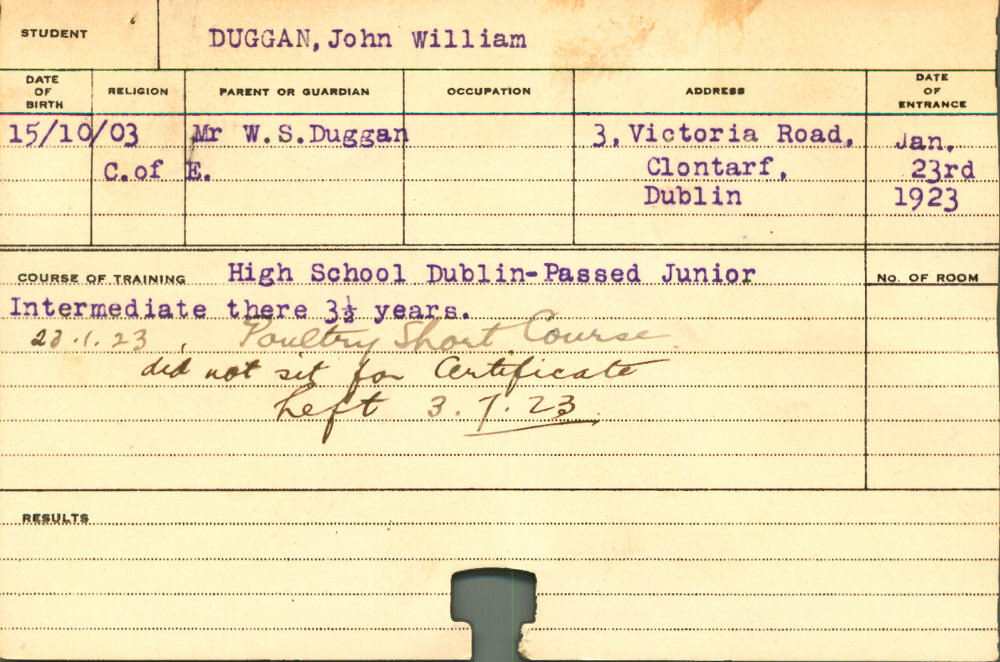 STUDENT DUGGAN, John William
DATE OF BIRTH RELIGION PARENT OR GUARDIAN OCCUPATION ADDRESS DATE OF ENTRANCE
15/10/03 Mr W.S.Duggan 3, Victoria Road, Jan.
C.of E. Clontarf, 23rd
Dublin 1923
COURSE OF TRAINING High School Dublin-Passed Junior No. OF ROOM
Intermediate there 3½ years.
23.1.23. Poultry Short Course.
did not sit for Certificate
Left 3.7.23.
RESULTS